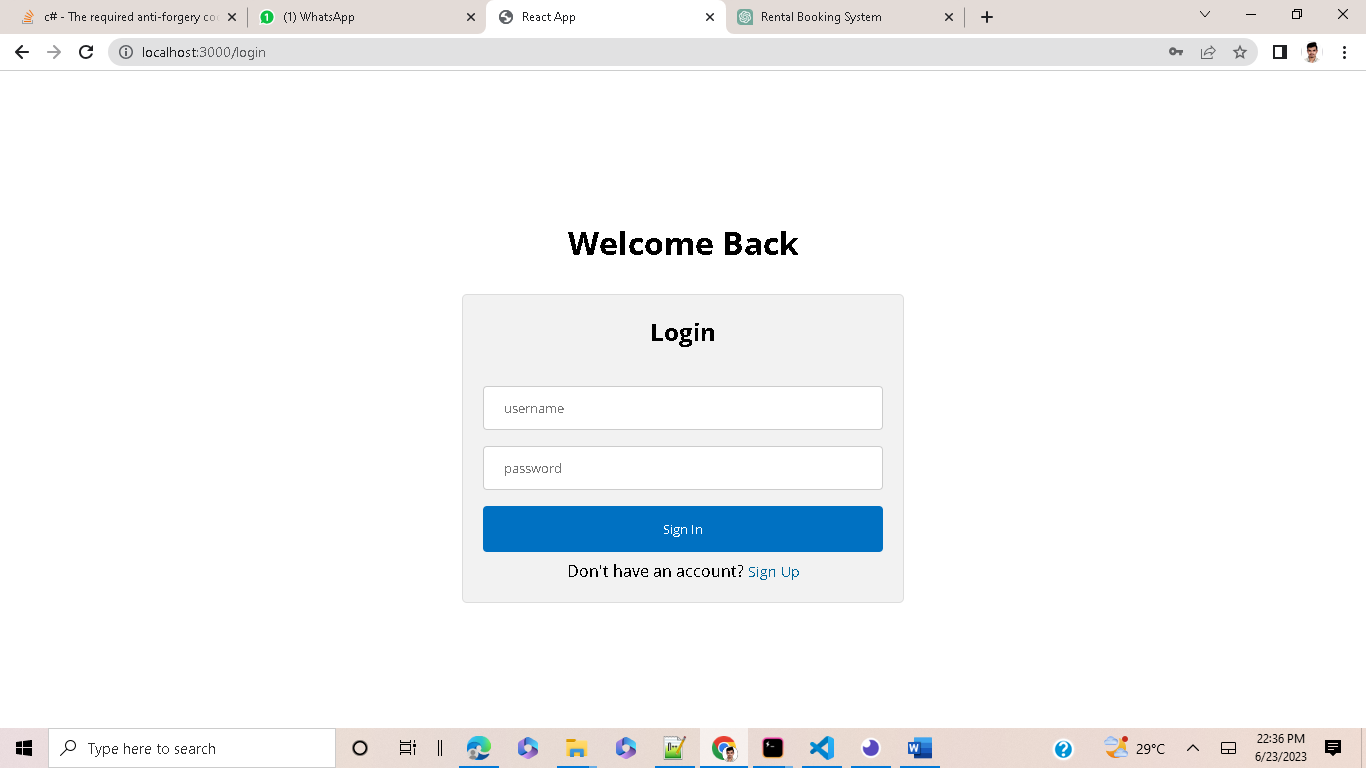 c# - The required anti-forgery co
(1) WhatsApp
React App
Rental Booking System
localhost:3000/login
Welcome Back
Login
username
password
Sign In
Don't have an account? Sign Up
Type here to search
29°C
22:36 PM
6/23/2023